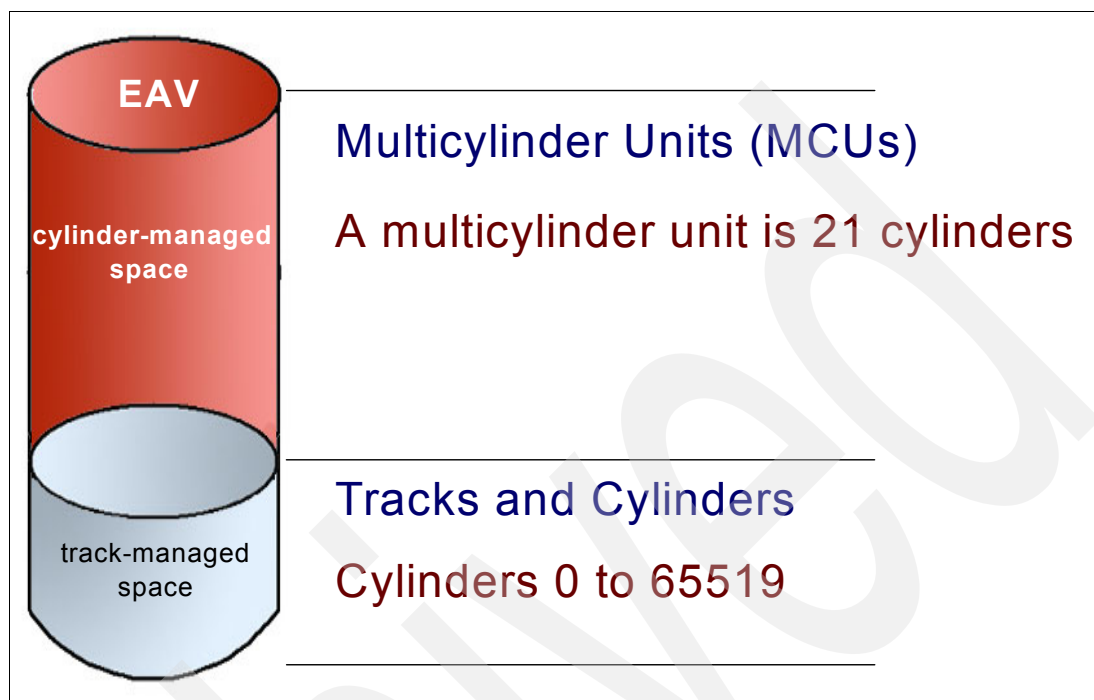 EAV
Multicylinder Units (MCUs)
A multicylinder unit is 21 cylinders
cylinder-managed
space
Tracks and Cylinders
Cylinders 0 to 65519
track-managed
space